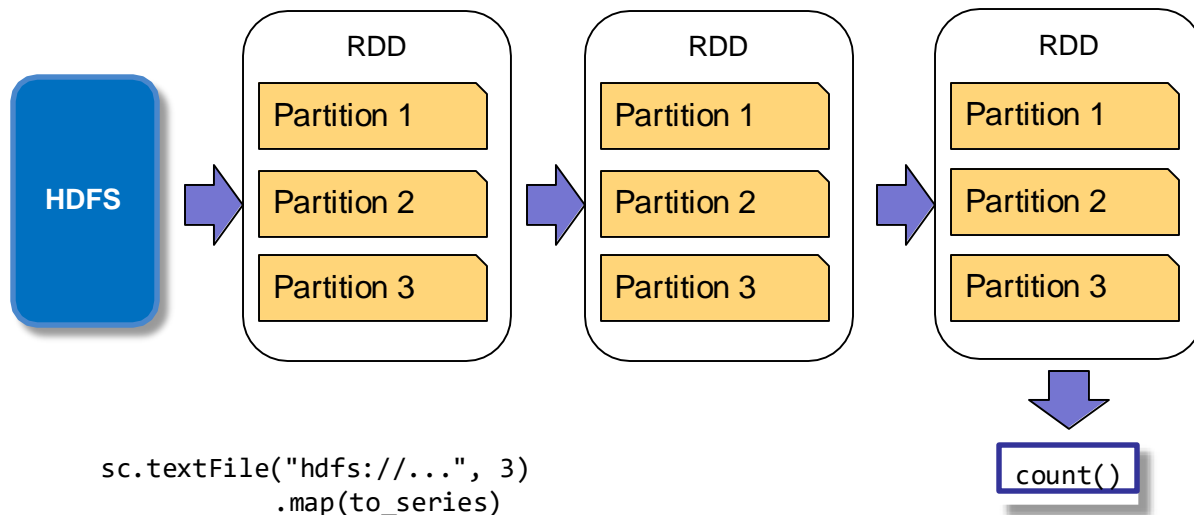 RDD
RDD
RDD
HDFS
Partition 1
Partition 2
Partition 3
Partition 1
Partition 2
Partition 3
Partition 1
Partition 2
Partition 3
sc.textFile("hdfs://...", 3)
.map(to_series)
count()